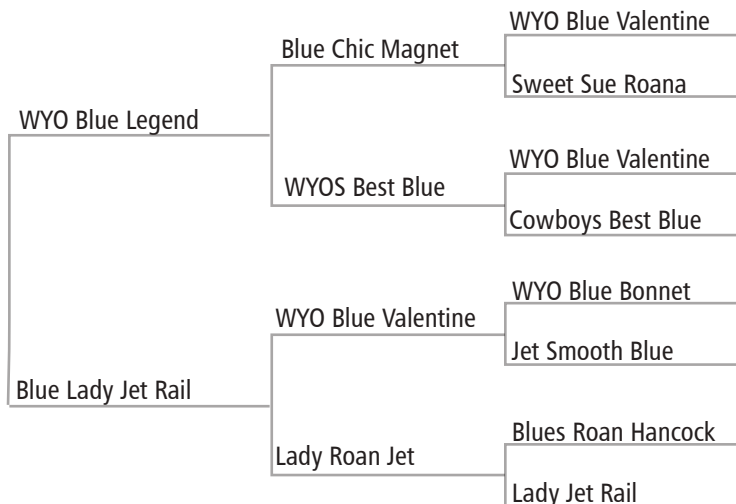 WYO Blue Valentine
Blue Chic Magnet
Sweet Sue Roana
WYO Blue Legend
WYO Blue Valentine
WYOS Best Blue
Cowboys Best Blue
WYO Blue Bonnet
WYO Blue Valentine
Jet Smooth Blue
Blue Lady Jet Rail
Blues Roan Hancock
Lady Roan Jet
Lady Jet Rail